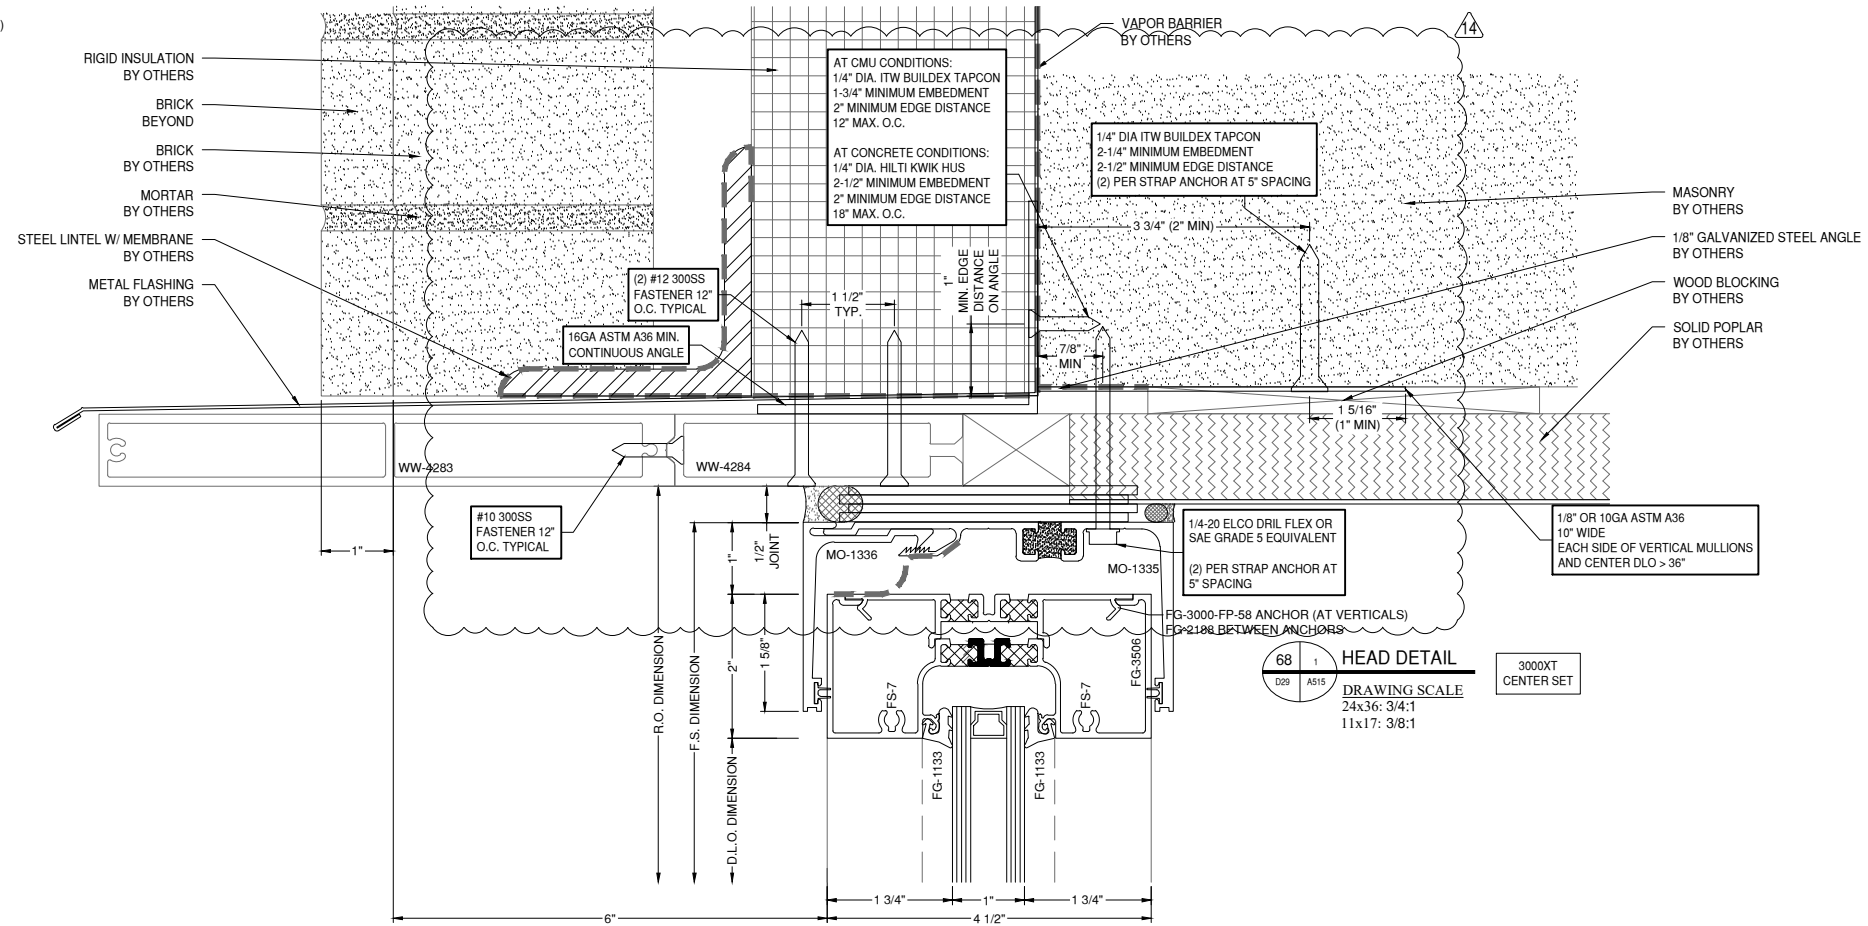 )
RIGID INSULATION
BY OTHERS
BRICK
BEYOND
BRICK
BY OTHERS
MORTAR
BY OTHERS
STEEL LINTEL W/ MEMBRANE
BY OTHERS
METAL FLASHING
BY OTHERS
VAPOR BARRIER
BY OTHERS
14
AT CMU CONDITIONS:
1/4" DIA. ITW BUILDEX TAPCON
1-3/4" MINIMUM EMBEDMENT
2" MINIMUM EDGE DISTANCE
12" MAX. O.C.
AT CONCRETE CONDITIONS:
1/4" DIA. HILTI KWIK HUS
2-1/2" MINIMUM EMBEDMENT
2" MINIMUM EDGE DISTANCE
18" MAX. O.C.
1/4" DIA ITW BUILDEX TAPCON
2-1/4" MINIMUM EMBEDMENT
2-1/2" MINIMUM EDGE DISTANCE
(2) PER STRAP ANCHOR AT 5" SPACING
MASONRY
BY OTHERS
1/8" GALVANIZED STEEL ANGLE
BY OTHERS
WOOD BLOCKING
BY OTHERS
SOLID POPLAR
BY OTHERS
3 3/4" (2" MIN)
(2) #12 300SS
FASTENER 12"
O.C. TYPICAL
1 1/2"
TYP.
1"
MIN. EDGE
DISTANCE
ON ANGLE
16GA ASTM A36 MIN.
CONTINUOUS ANGLE
7/8"
MIN
1 5/16"
(1" MIN)
WW-4283
WW-4284
#10 300SS
FASTENER 12"
O.C. TYPICAL
1"
1"
1/2"
JOINT
MO-1336
MO-1335
1/4-20 ELCO DRIL FLEX OR
SAE GRADE 5 EQUIVALENT
(2) PER STRAP ANCHOR AT
5" SPACING
1/8" OR 10GA ASTM A36
10" WIDE
EACH SIDE OF VERTICAL MULLIONS
AND CENTER DLO > 36"
FG-3000-FP-58 ANCHOR (AT VERTICALS)
FG-2188 BETWEEN ANCHORS
R.O. DIMENSION
F.S. DIMENSION
2"
1 5/8"
D.L.O. DIMENSION
FS-7
FS-7
FG-3506
FG-1133
FG-1133
68
1
D29
A515
HEAD DETAIL
DRAWING SCALE
24x36: 3/4:1
11x17: 3/8:1
3000XT
CENTER SET
1 3/4"
1"
1 3/4"
6"
4 1/2"